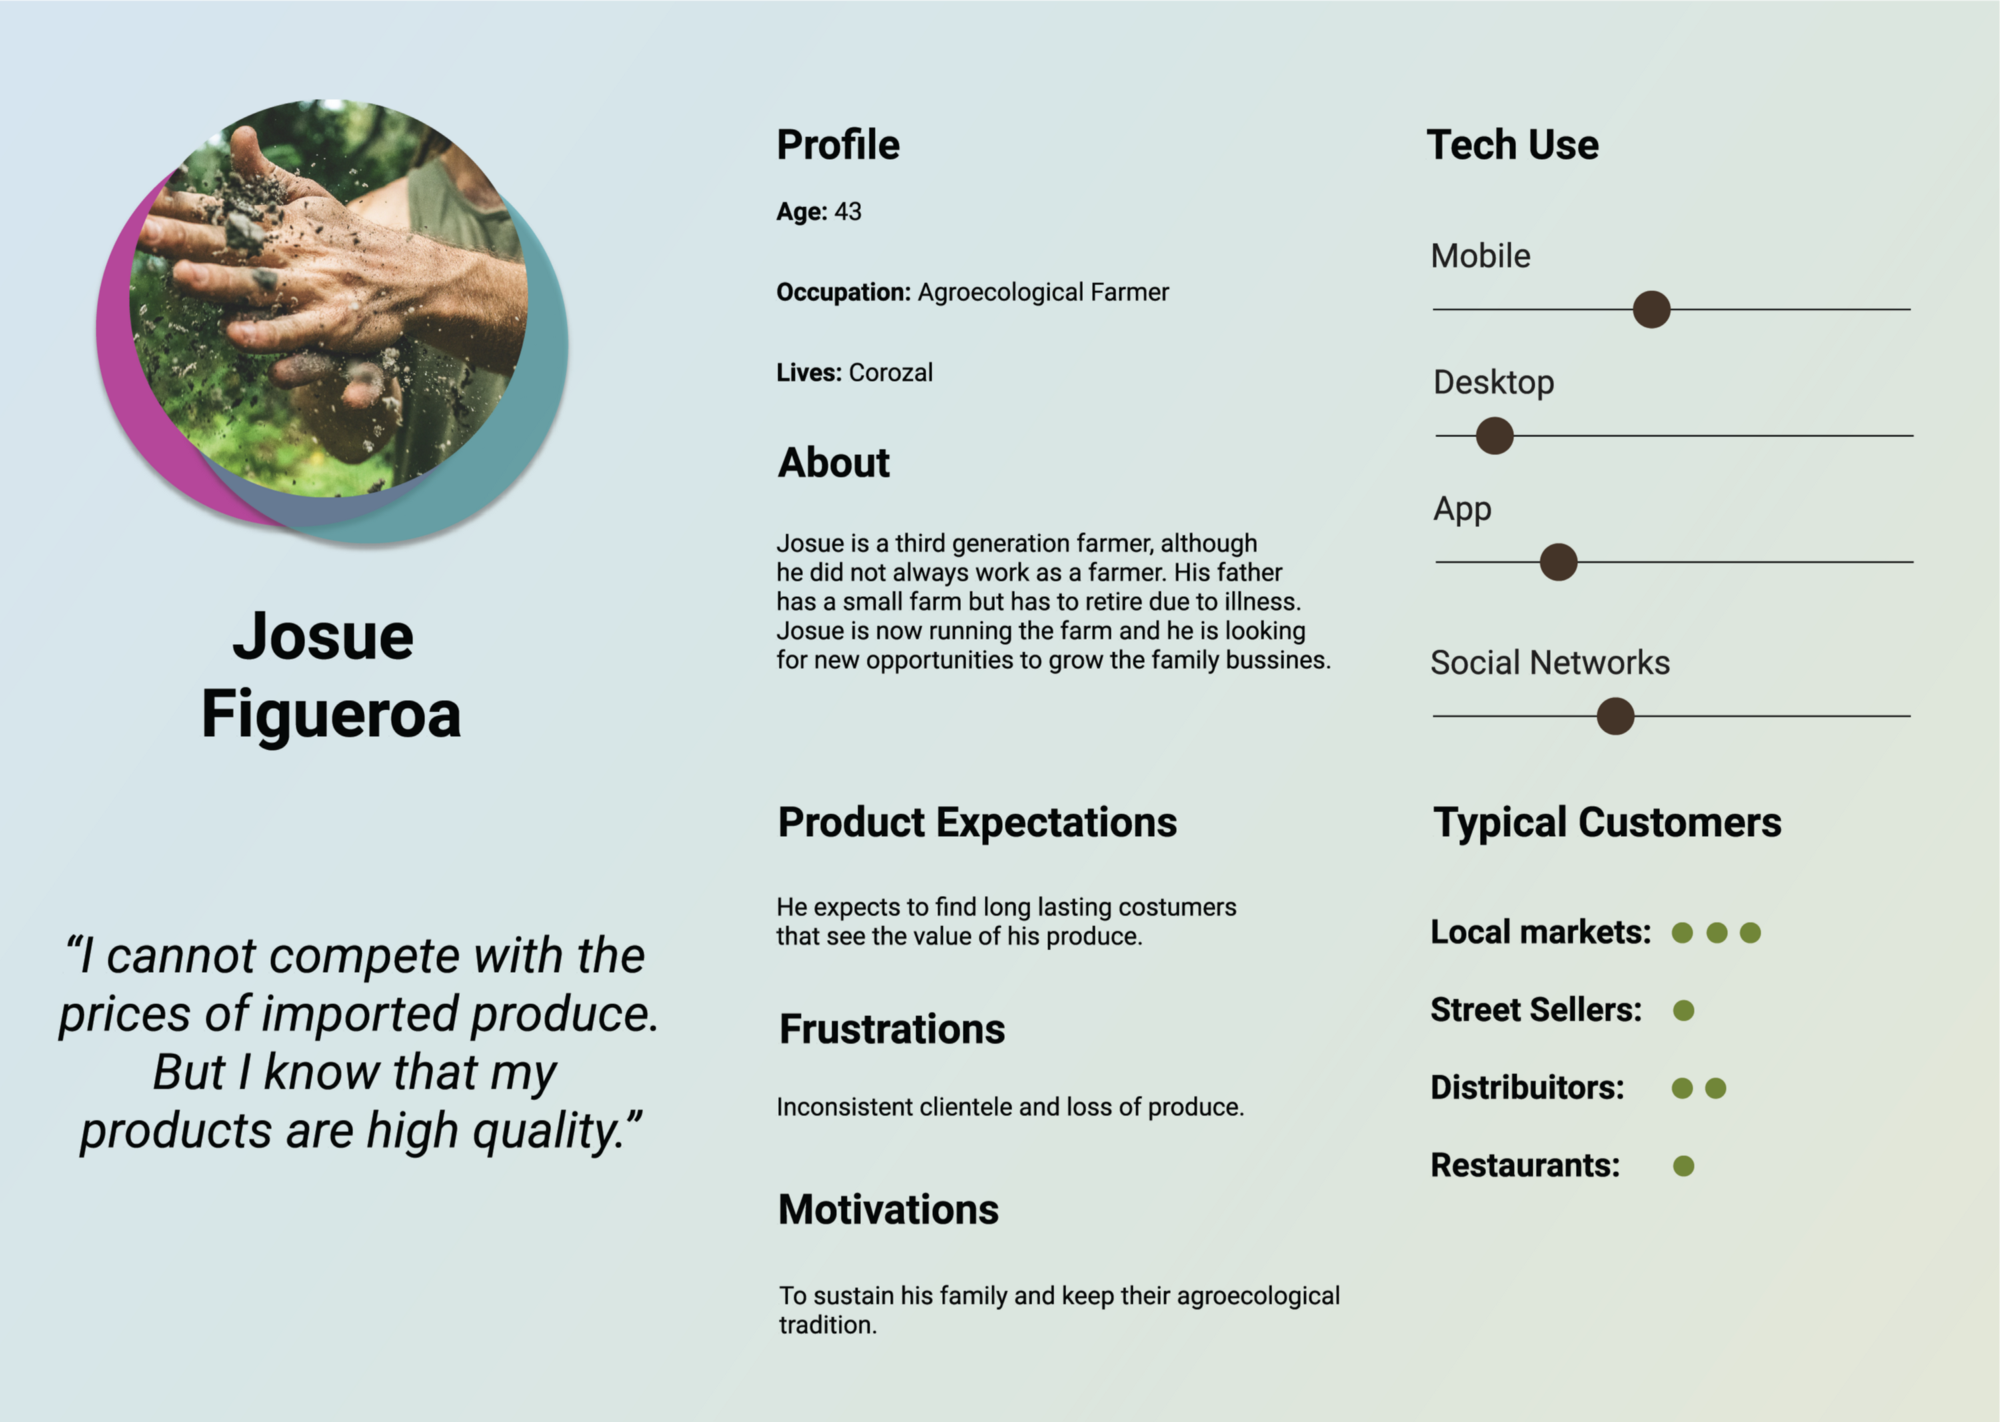 Josue
Figueroa
“I cannot compete with the
prices of imported produce.
But I know that my
products are high quality.”
Profile
Age: 43
Occupation: Agroecological Farmer
Lives: Corozal
About
Josue is a third generation farmer, although
he did not always work as a farmer. His father
has a small farm but has to retire due to illness.
Josue is now running the farm and he is looking
for new opportunities to grow the family bussines.
Product Expectations
He expects to find long lasting costumers
that see the value of his produce.
Frustrations
Inconsistent clientele and loss of produce.
Motivations
To sustain his family and keep their agroecological
tradition.
Tech Use
Mobile
Desktop
App
Social Networks
Typical Customers
Local markets:
Street Sellers:
Distribuitors:
Restaurants: